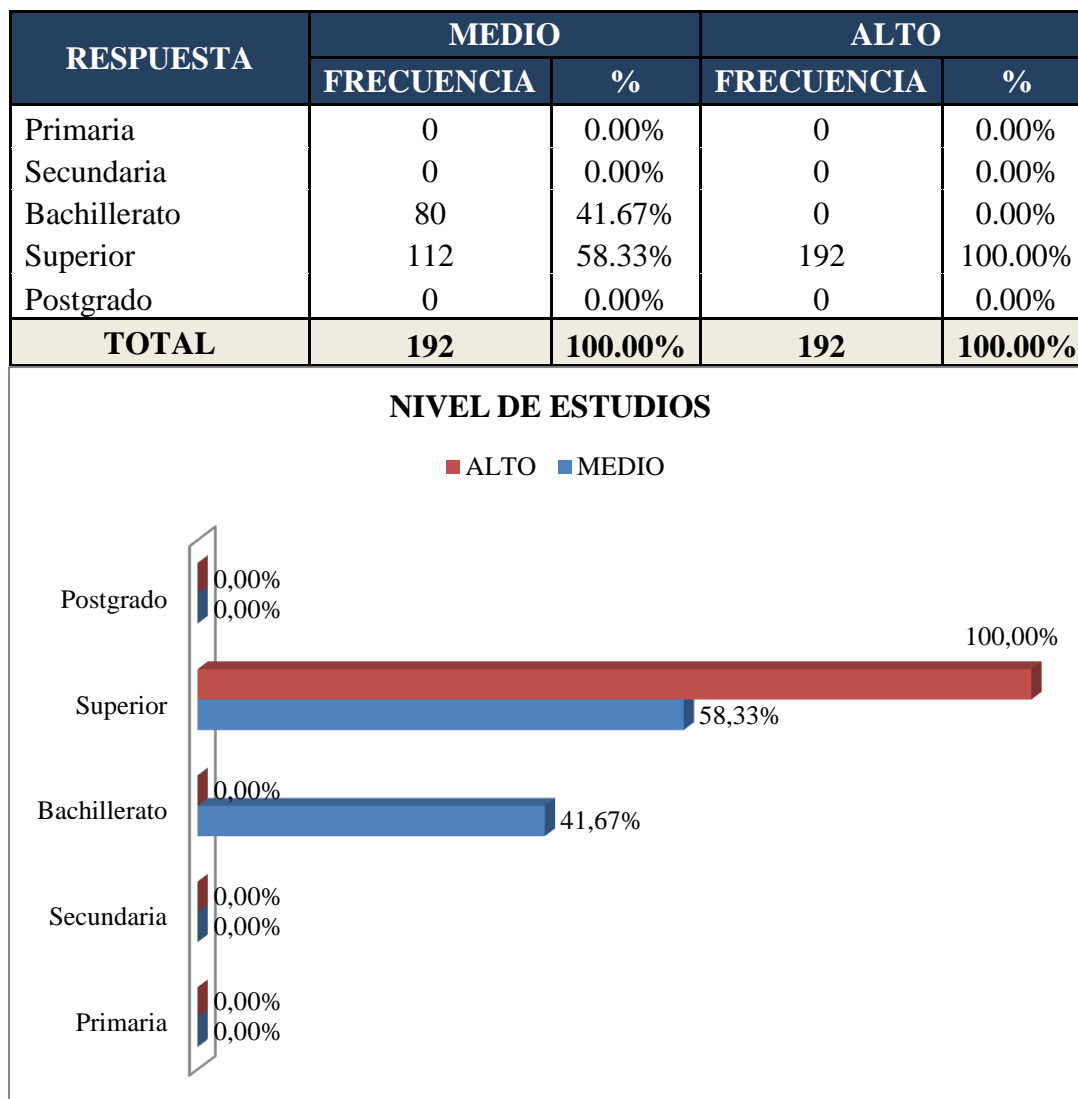 RESPUESTA MEDIO ALTO
FRECUENCIA % FRECUENCIA %
Primaria 0 0.00% 0 0.00%
Secundaria 0 0.00% 0 0.00%
Bachillerato 80 41.67% 0 0.00%
Superior 112 58.33% 192 100.00%
Postgrado 0 0.00% 0 0.00%
TOTAL 192 100.00% 192 100.00%
NIVEL DE ESTUDIOS
ALTO MEDIO
Postgrado 0,00%
0,00%
100,00%
Superior
58,33%
0,00%
Bachillerato 41,67%
0,00%
Secundaria 0,00%
0,00%
Primaria 0,00%